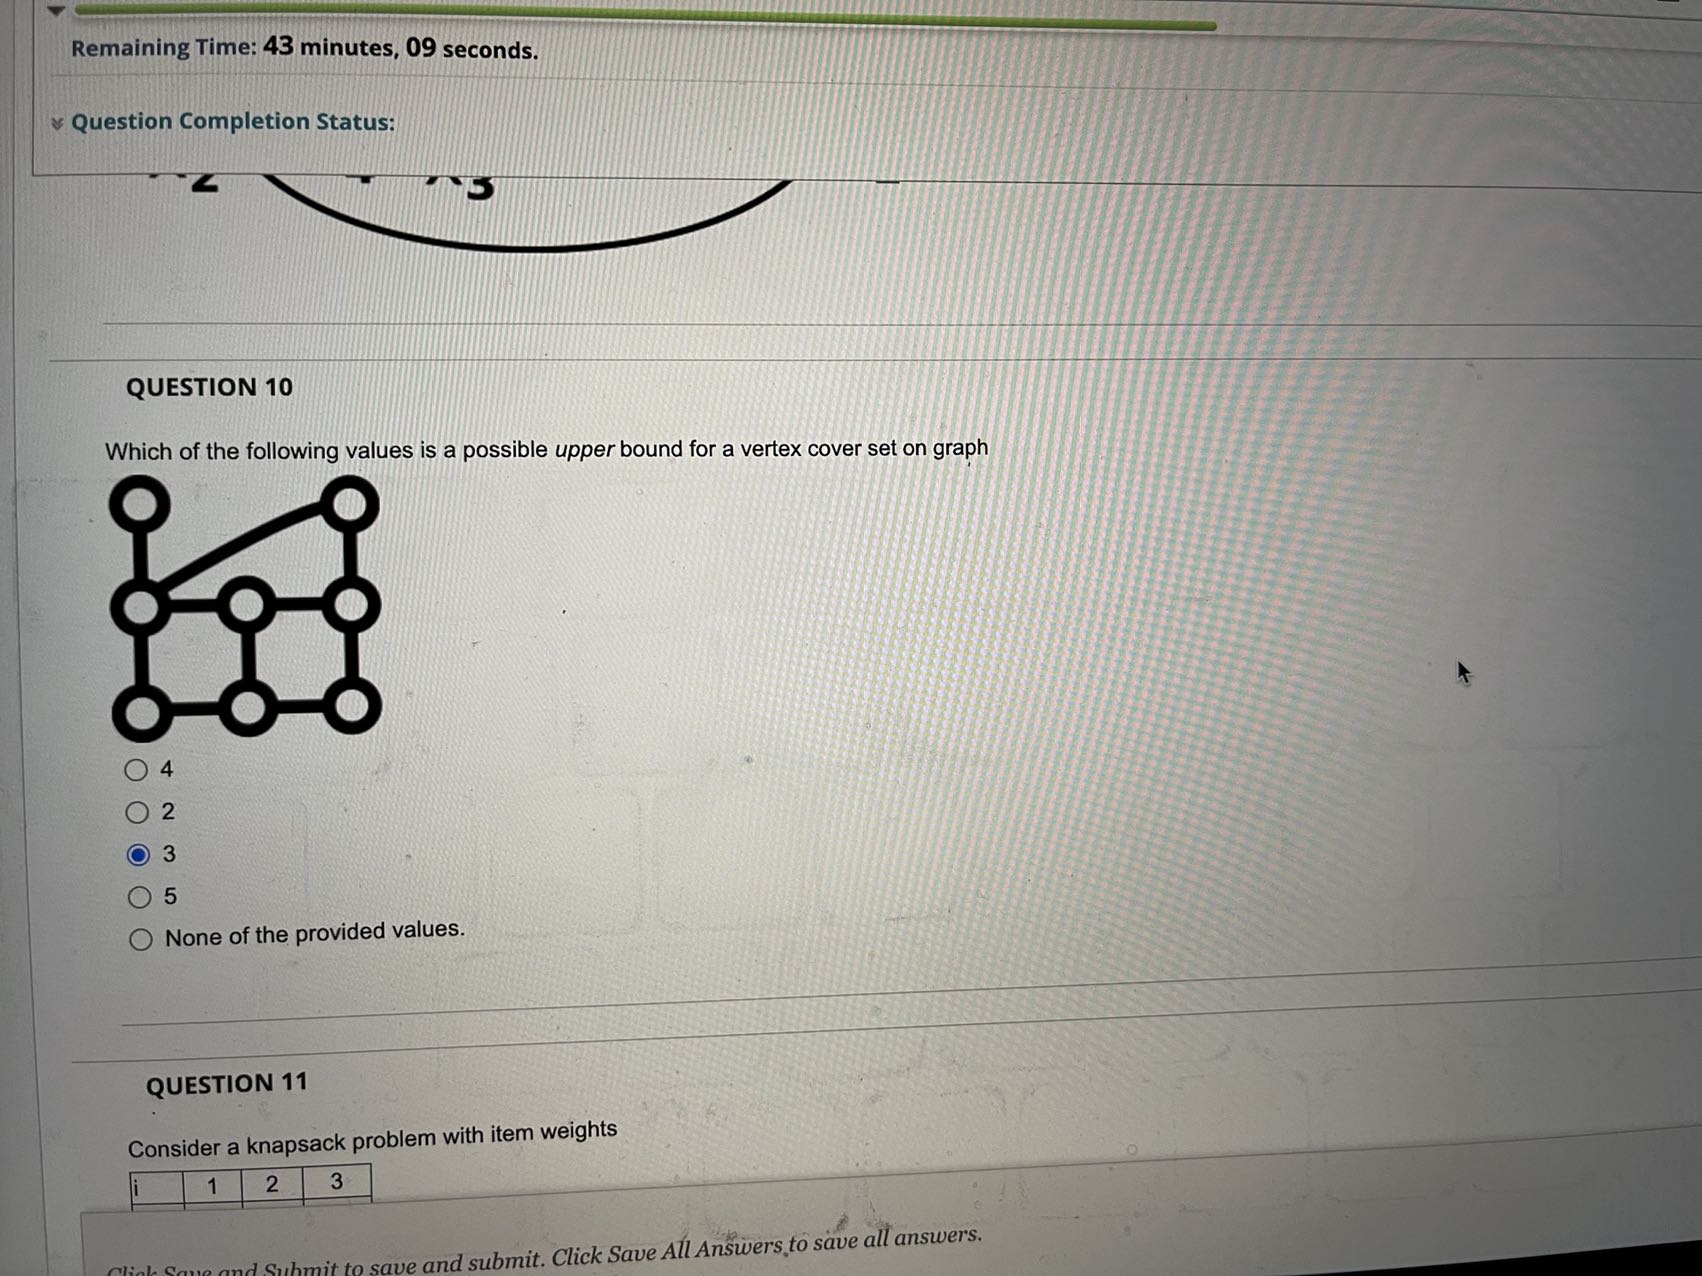 Remaining Time: 43 minutes, 09 seconds.
Question Completion Status:
2 3
QUESTION 10
Which of the following values is a possible upper bound for a vertex cover set on graph
4
2
3
5
None of the provided values.
QUESTION 11
Consider a knapsack problem with item weights
i 1 2 3
Click Save and Submit to save and submit. Click Save All Answers to save all answers.